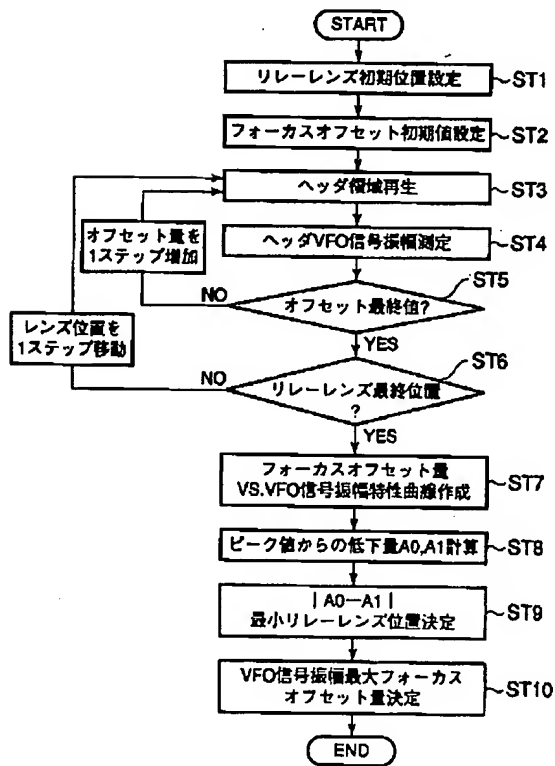 START
リレーレンズ初期位置設定
ST1
フォーカスオフセット初期値設定
ST2
ヘッダ領域再生
ST3
オフセット量を
1ステップ増加
ヘッダVFO信号振幅測定
ST4
ST5
NO
オフセット最終値?
レンズ位置を
1ステップ移動
YES
ST6
NO
リレーレンズ最終位置
?
YES
フォーカスオフセット量
VS.VFO信号振幅特性曲線作成
ST7
ピーク値からの低下量A0,A1計算
ST8
|A0—A1|
最小リレーレンズ位置決定
ST9
VFO信号振幅最大フォーカス
オフセット量決定
ST10
END